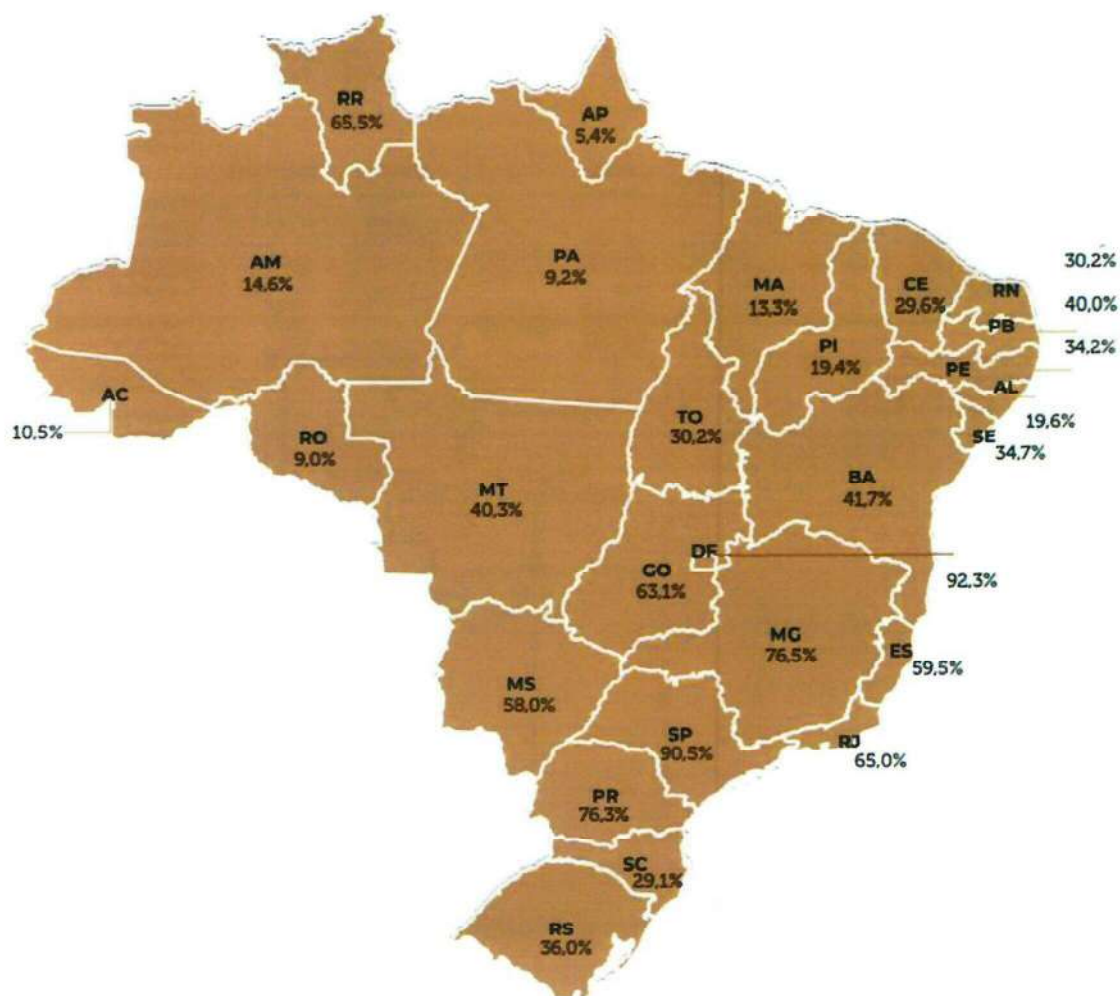 RR
65,5%
AP
5,4%
AM
14,6%
PA
9,2%
MA
13,3%
CE
29,6%
30,2%
RN
40,0%
PB
34,2%
PI
19,4%
PE
AL
19,6%
AC
10,5%
RO
9,0%
TO
30,2%
SE
34,7%
BA
41,7%
MT
40,3%
DF
92,3%
GO
63,1%
MG
76,5%
ES
59,5%
MS
58,0%
SP
90,5%
RJ
65,0%
PR
76,3%
SC
29,1%
RS
36,0%